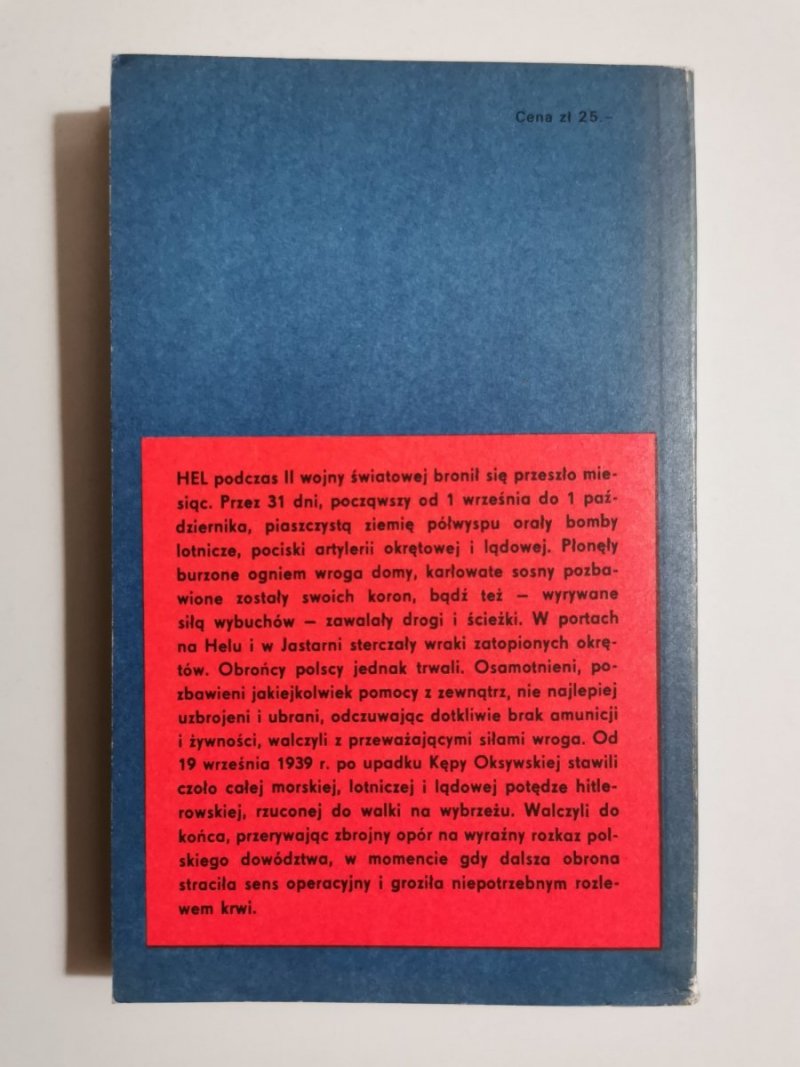 Cena zł 25.–
HEL podczas II wojny światowej bronił się przeszło mie-
siąc. Przez 31 dni, począwszy od 1 września do 1 paź-
dziernika, piaszczystą ziemię półwyspu orały bomby
lotnicze, pociski artylerii okrętowej i lądowej. Płonęły
burzone ogniem wroga domy, karłowate sosny pozba-
wione zostały swoich koron, bądź też – wyrywane
siłą wybuchów – zawalały drogi i ścieżki. W portach
na Helu i w Jastarni sterczały wraki zatopionych okrę-
tów. Obrońcy polscy jednak trwali. Osamotnieni, po-
zbawieni jakiejkolwiek pomocy z zewnątrz, nie najlepiej
uzbrojeni i ubrani, odczuwając dotkliwie brak amunicji
i żywności, walczyli z przeważającymi siłami wroga. Od
19 września 1939 r. po upadku Kępy Oksywskiej stawili
czoło całej morskiej, lotniczej i lądowej potędze hitle-
rowskiej, rzuconej do walki na wybrzeżu. Walczyli do
końca, przerywając zbrojny opór na wyraźny rozkaz pol-
skiego dowództwa, w momencie gdy dalsza obrona
straciła sens operacyjny i groziła niepotrzebnym rozle-
wem krwi.